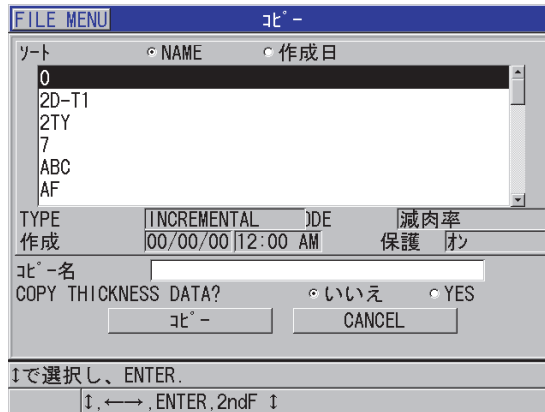 FILE MENU コピー
ソート NAME 作成日
0
2D-T1
2TY
7
ABC
AF
TYPE INCREMENTAL ODE 減肉率
作成 00/00/00 12:00 AM 保護 オン
コピー名
COPY THICKNESS DATA? いいえ YES
コピー CANCEL
↕で選択し、ENTER.
↕,←→,ENTER,2ndF ↕